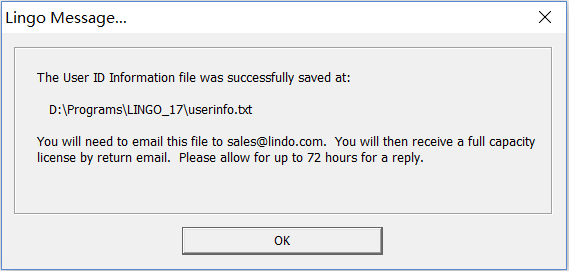 Lingo Message...
The User ID Information file was successfully saved at:
D:\Programs\LINGO_17\userinfo.txt
You will need to email this file to sales@lindo.com.  You will then receive a full capacity
license by return email.  Please allow for up to 72 hours for a reply.
OK